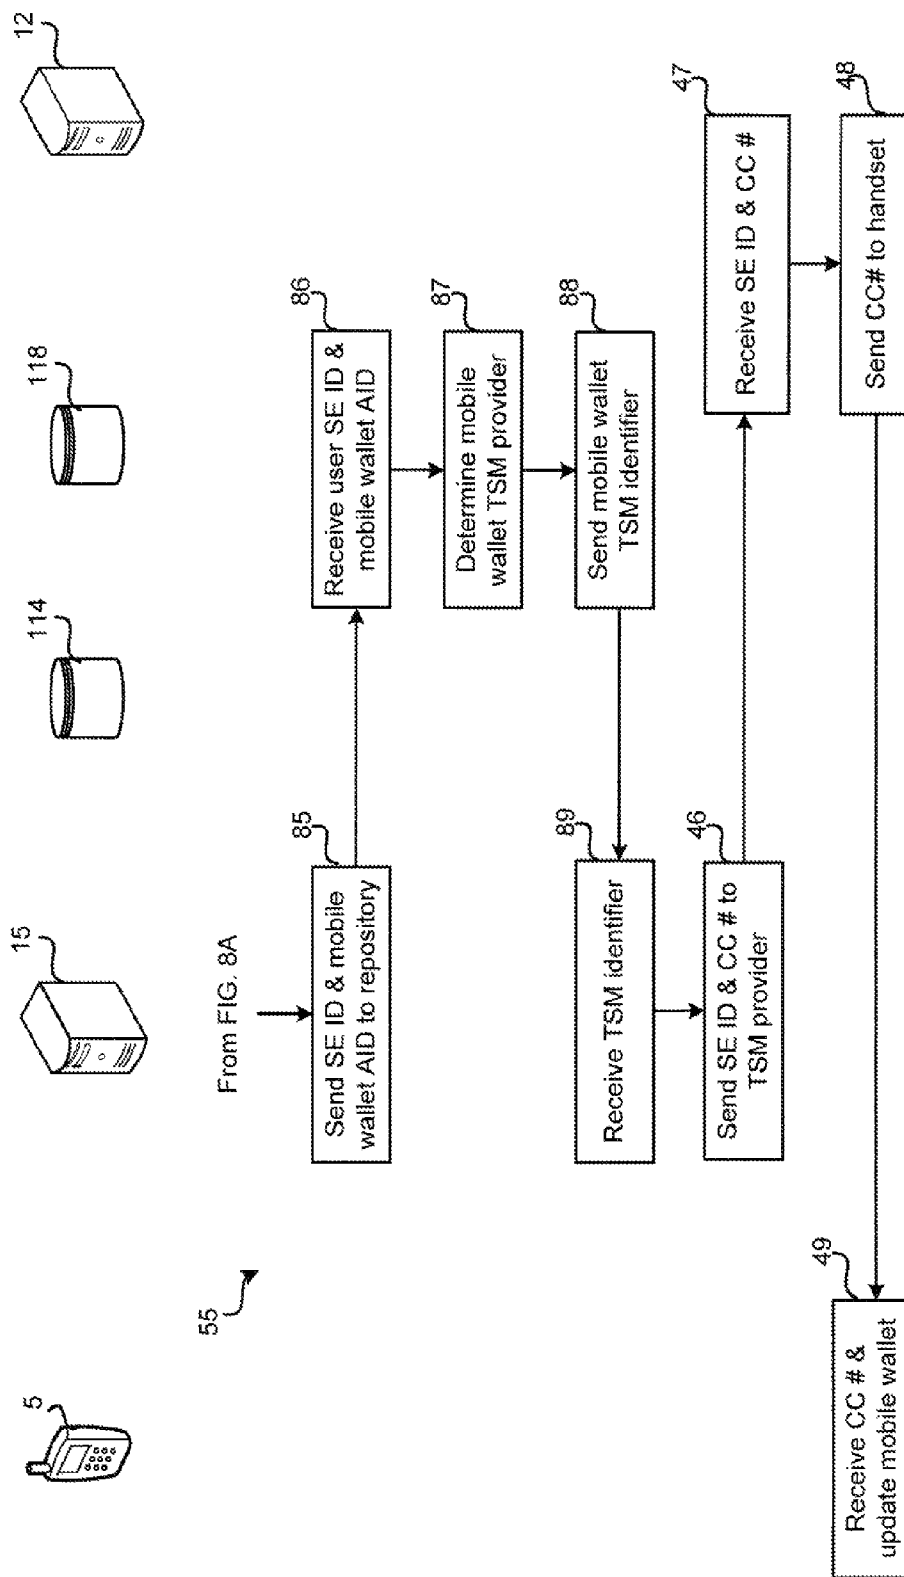 5
15
114
118
12
55
From FIG. 8A
85
Send SE ID & mobile
wallet AID to repository
86
Receive user SE ID &
mobile wallet AID
87
Determine mobile
wallet TSM provider
88
Send mobile wallet
TSM identifier
89
Receive TSM identifier
46
Send SE ID & CC # to
TSM provider
47
Receive SE ID & CC #
48
Send CC# to handset
49
Receive CC # &
update mobile wallet